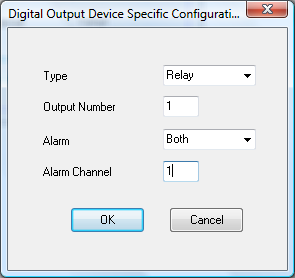 Digital Output Device Specific Configurati...
Type Relay
Output Number 1
Alarm Both
Alarm Channel 1
OK Cancel